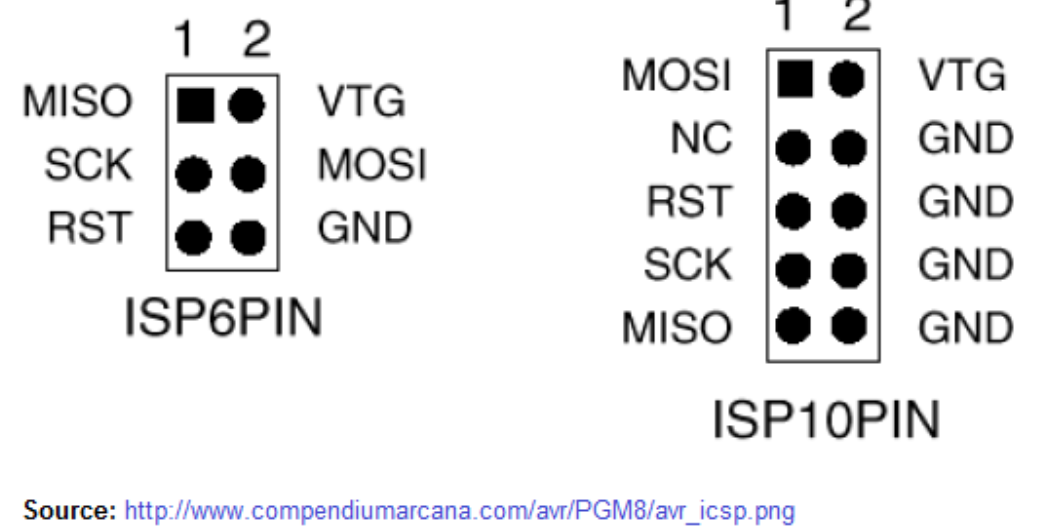 1 2
MISO VTG
SCK MOSI
RST GND
ISP6PIN
1 2
MOSI VTG
NC GND
RST GND
SCK GND
MISO GND
ISP10PIN
Source: http://www.compendiumarcana.com/avr/PGM8/avr_icsp.png